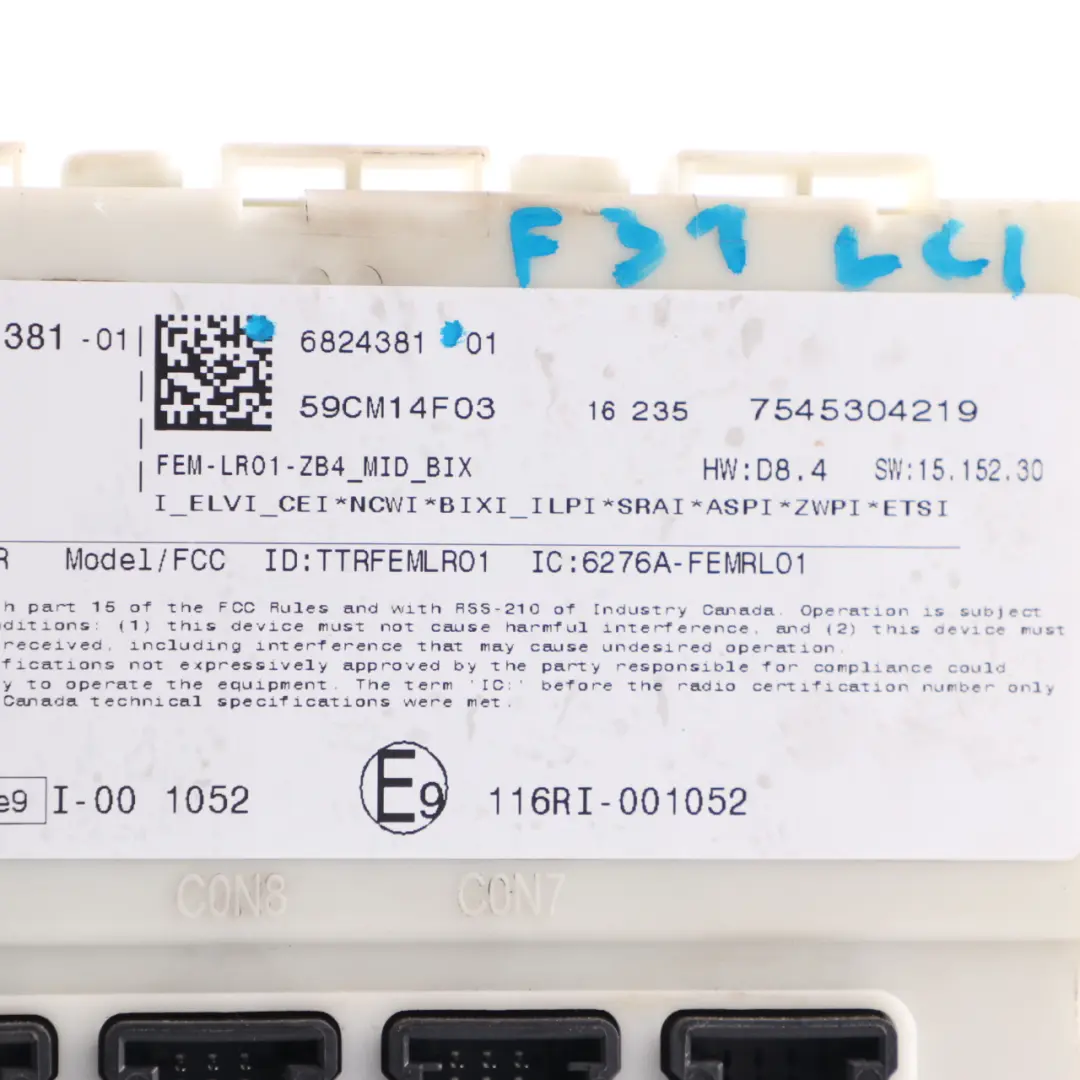 F31 LCI
381 -01
6824381 01
59CM14F03 16 235 7545304219
FEM-LR01-ZB4_MID_BIX HW:D8.4 SW:15.152.30
I_ELVI_CEI*NCWI*BIXI_ILPI*SRAI*ASPI*ZWPI*ETSI
R Model/FCC ID:TTRFEMLR01 IC:6276A-FEMRL01
h part 15 of the FCC Rules and with RSS-210 of Industry Canada. Operation is subject
ditions: (1) this device must not cause harmful interference, and (2) this device must
received, including interference that may cause undesired operation.
fications not expressively approved by the party responsible for compliance could
y to operate the equipment. The term 'IC:' before the radio certification number only
Canada technical specifications were met.
e9 I-00 1052 E9 116RI-001052
CON8 CON7